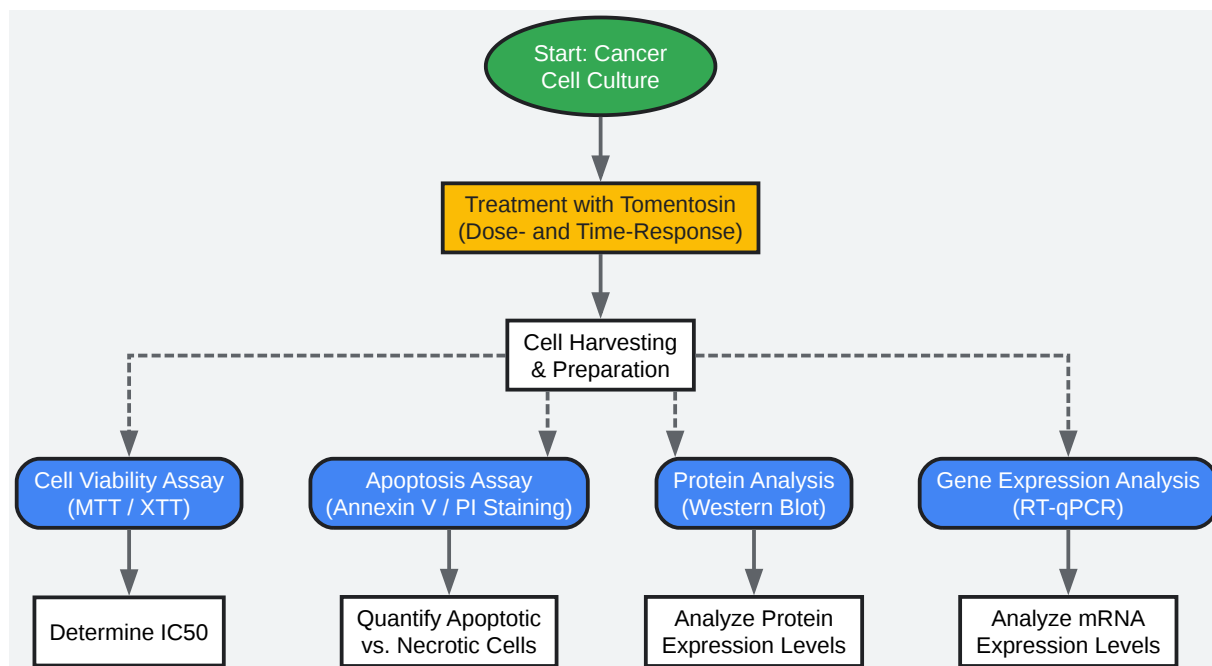 Start: Cancer
Cell Culture
Treatment with Tomentosin
(Dose- and Time-Response)
Cell Harvesting
& Preparation
Cell Viability Assay
(MTT / XTT)
Apoptosis Assay
(Annexin V / PI Staining)
Protein Analysis
(Western Blot)
Gene Expression Analysis
(RT-qPCR)
Determine IC50
Quantify Apoptotic
vs. Necrotic Cells
Analyze Protein
Expression Levels
Analyze mRNA
Expression Levels